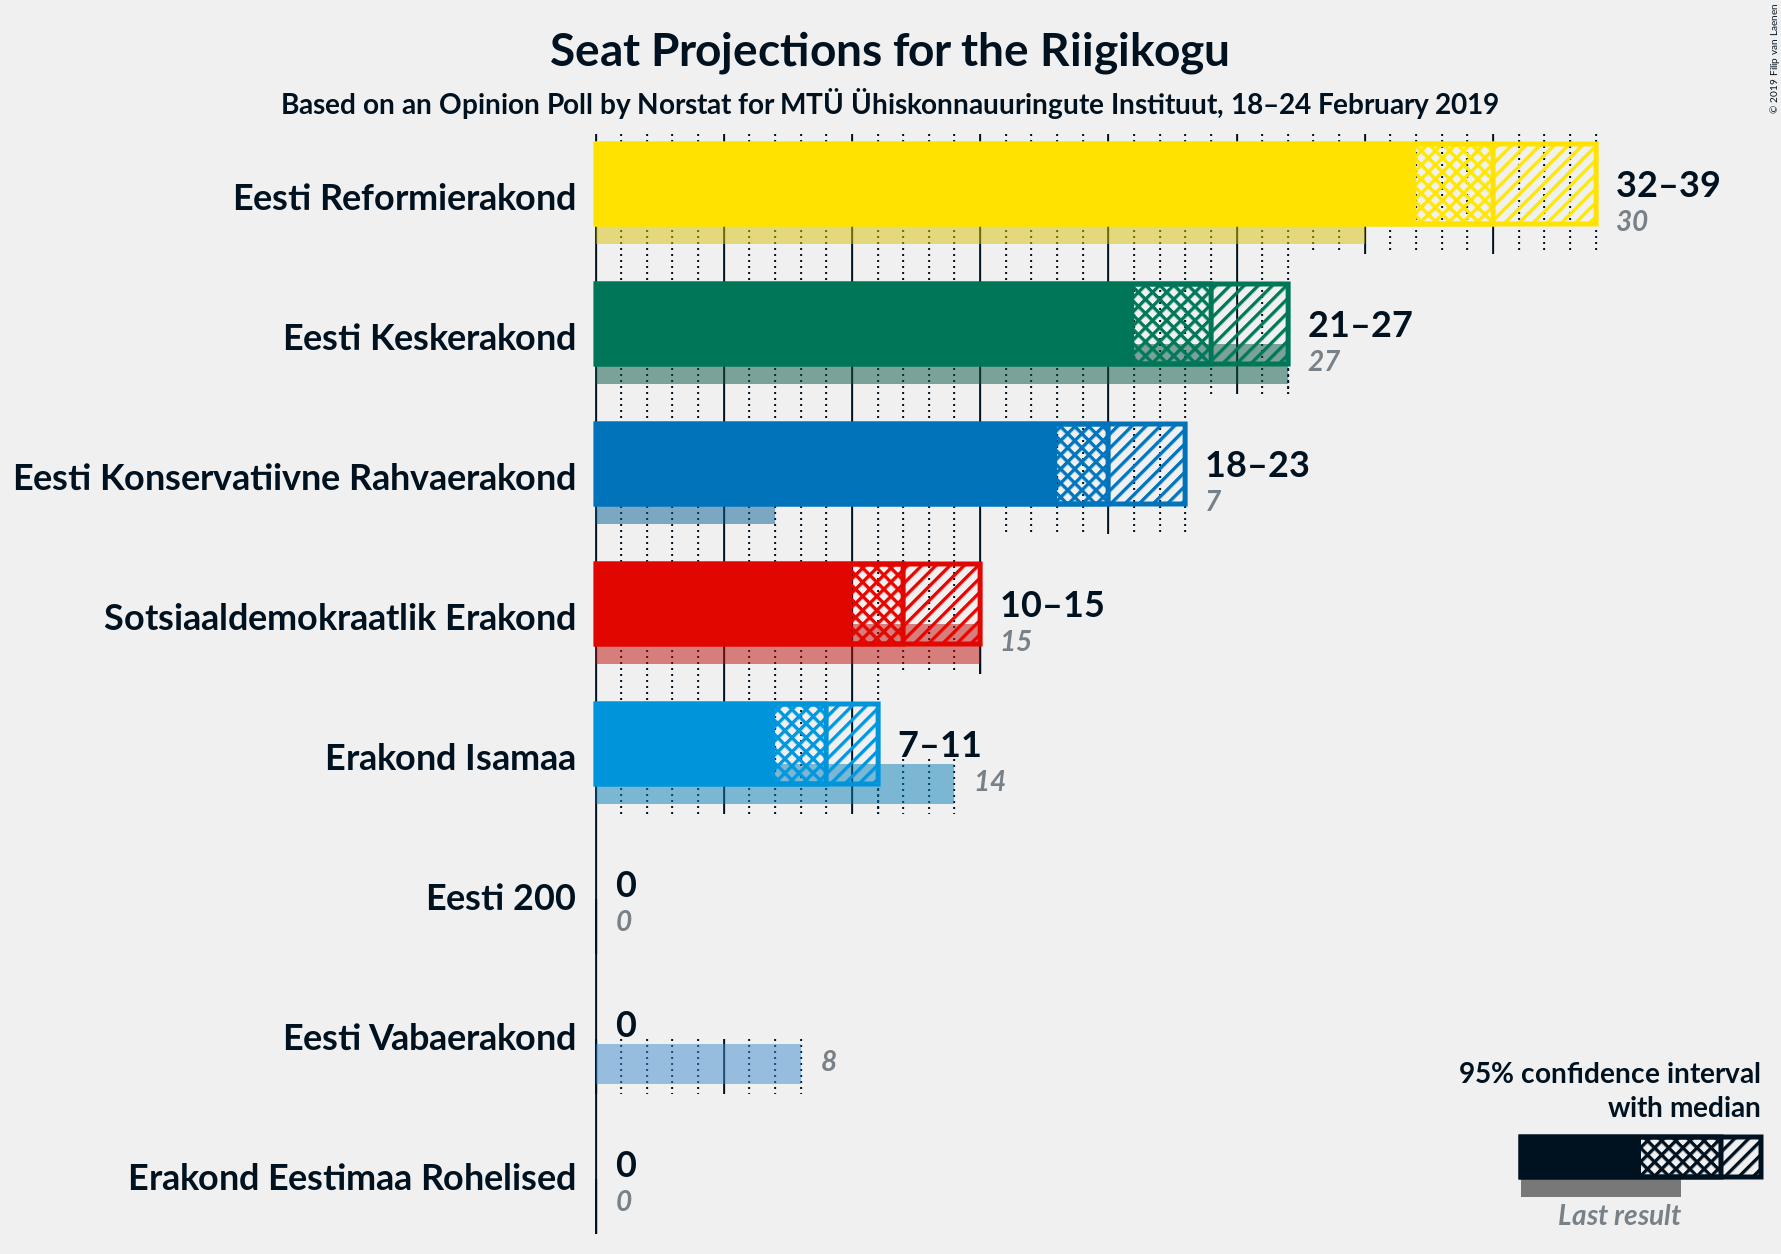 Seat Projections for the Riigikogu
Based on an Opinion Poll by Norstat for MTÜ Ühiskonnauuringute Instituut, 18–24 February 2019
© 2019 Filip van Laenen
Eesti Reformierakond
32–39
30
Eesti Keskerakond
21–27
27
Eesti Konservatiivne Rahvaerakond
18–23
7
Sotsiaaldemokraatlik Erakond
10–15
15
Erakond Isamaa
7–11
14
Eesti 200
0
0
Eesti Vabaerakond
0
8
Erakond Eestimaa Rohelised
0
0
95% confidence interval
with median
Last result